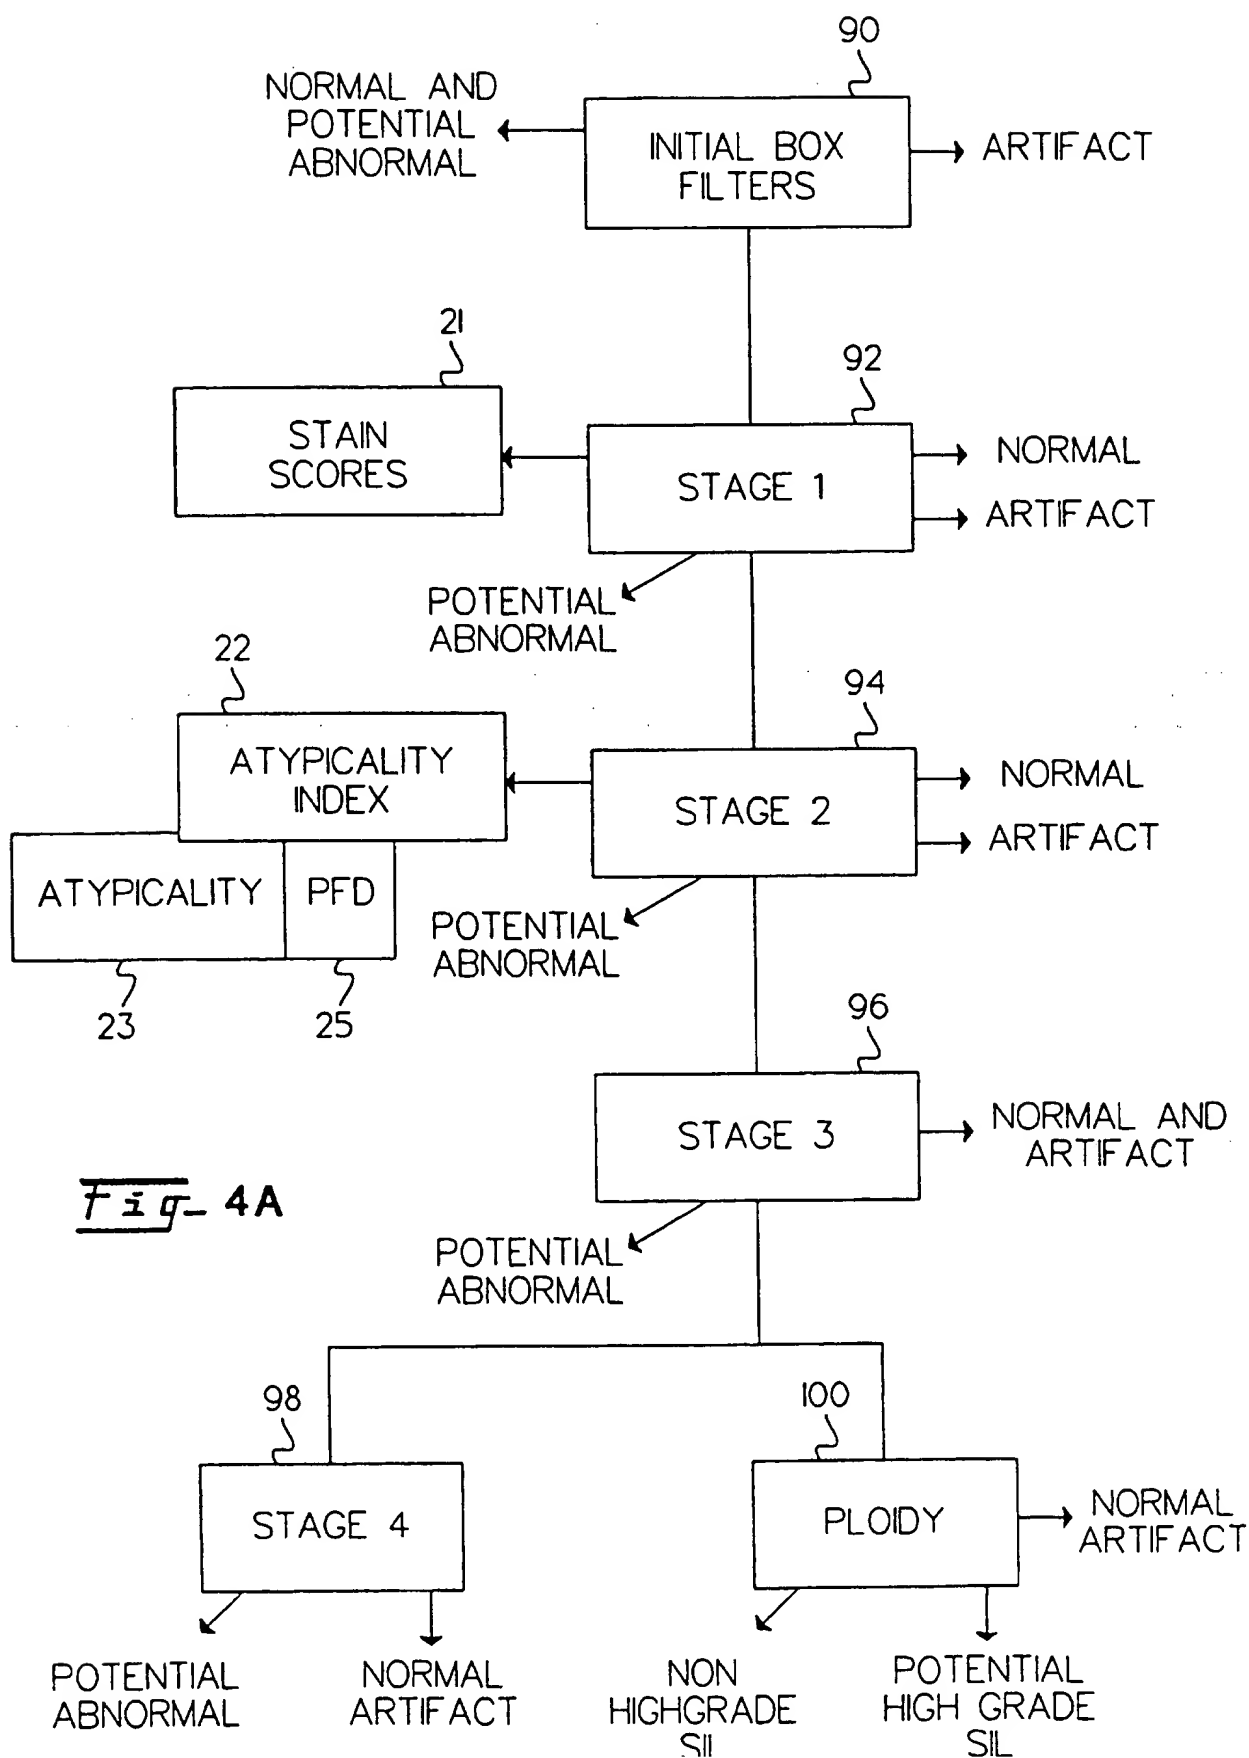 90
NORMAL AND
POTENTIAL
ABNORMAL
INITIAL BOX
FILTERS
ARTIFACT
21
STAIN
SCORES
92
STAGE 1
NORMAL
ARTIFACT
POTENTIAL
ABNORMAL
22
ATYPICALITY
INDEX
94
STAGE 2
NORMAL
ARTIFACT
ATYPICALITY
PFD
23
25
POTENTIAL
ABNORMAL
96
STAGE 3
NORMAL AND
ARTIFACT
Fig- 4A
POTENTIAL
ABNORMAL
98
STAGE 4
100
PLOIDY
NORMAL
ARTIFACT
POTENTIAL
ABNORMAL
NORMAL
ARTIFACT
NON
HIGHGRADE
SIL
POTENTIAL
HIGH GRADE
SIL